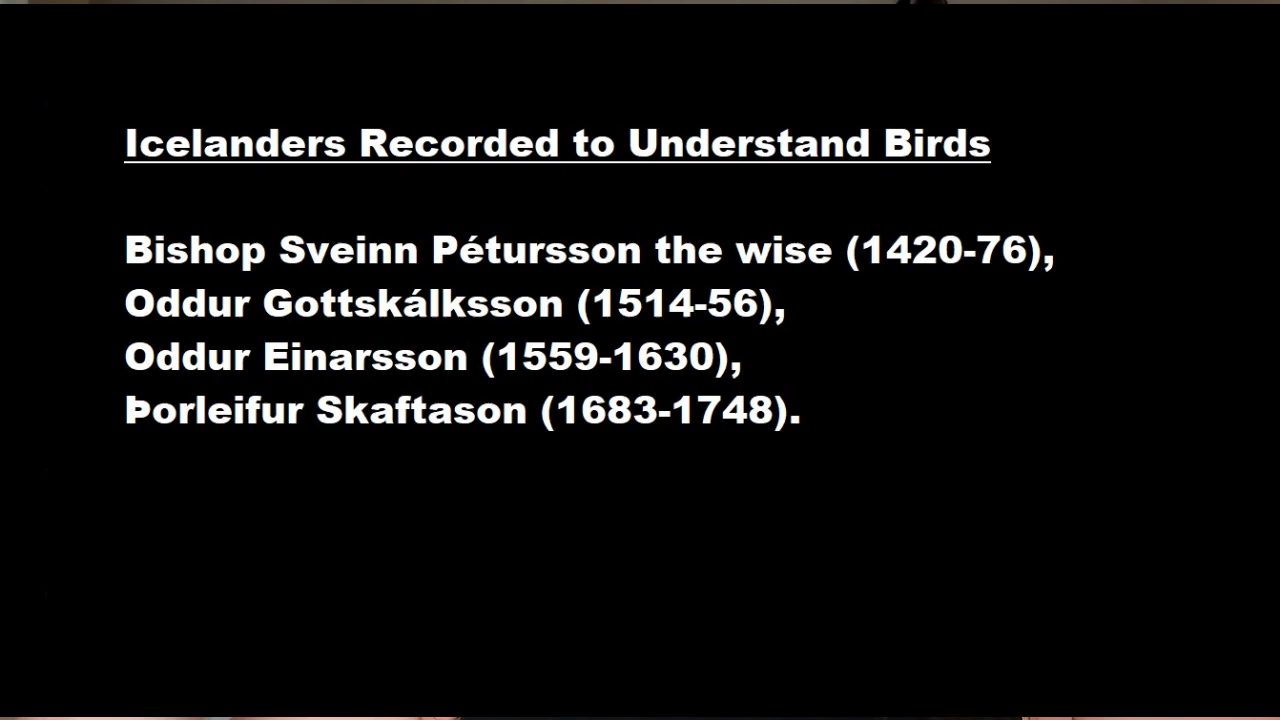 Icelanders Recorded to Understand Birds
Bishop Sveinn Pétursson the wise (1420-76),
Oddur Gottskálksson (1514-56),
Oddur Einarsson (1559-1630),
Þorleifur Skaftason (1683-1748).